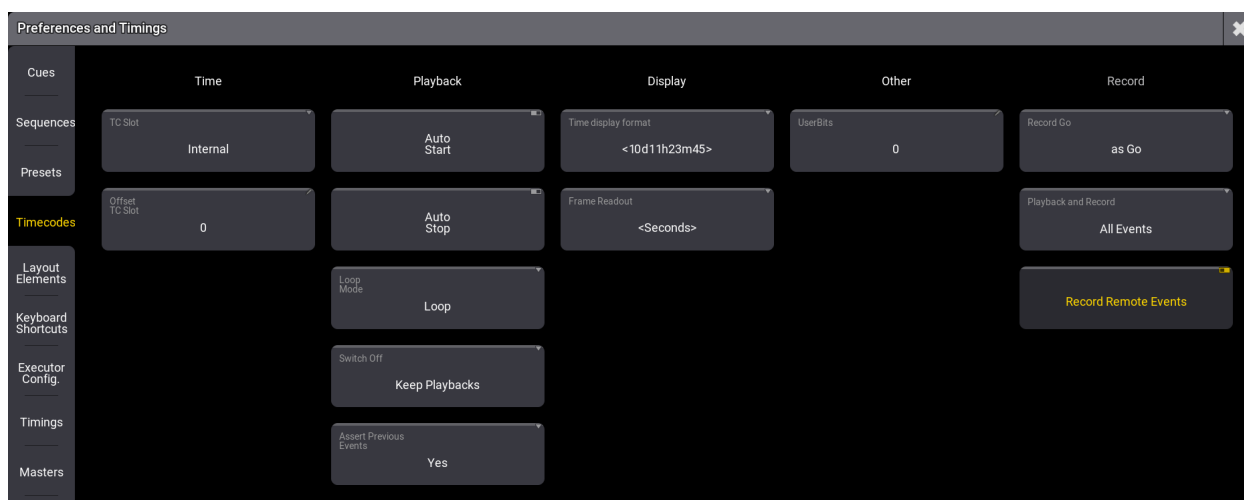 Preferences and Timings
Cues
Sequences
Presets
Timecodes
Layout
Elements
Keyboard
Shortcuts
Executor
Config.
Timings
Masters
Time
TC Slot
Internal
Offset
TC Slot
0
Playback
Auto
Start
Auto
Stop
Loop
Mode
Loop
Switch Off
Keep Playbacks
Assert Previous
Events
Yes
Display
Time display format
<10d11h23m45>
Frame Readout
<Seconds>
Other
UserBits
0
Record
Record Go
as Go
Playback and Record
All Events
Record Remote Events